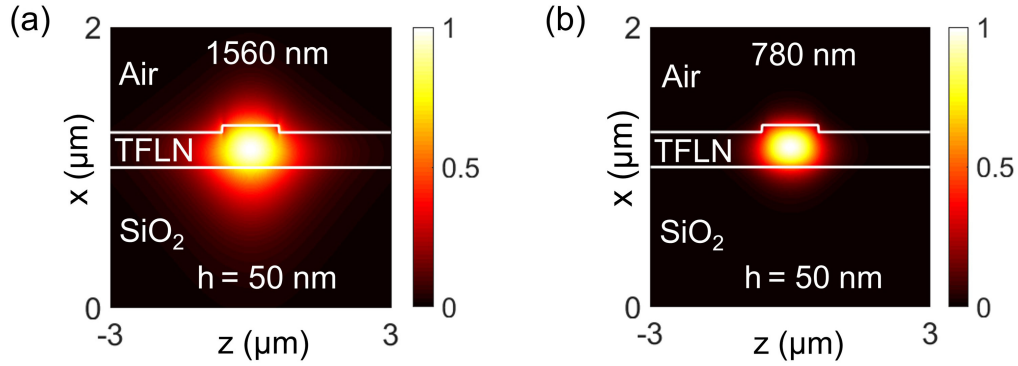 (a)
2
1560 nm
Air
TFLN
SiO₂
h = 50 nm
x (µm)
0
-3
z (µm)
3
1
0.5
0
(b)
2
780 nm
Air
TFLN
SiO₂
h = 50 nm
x (µm)
0
-3
z (µm)
3
1
0.5
0